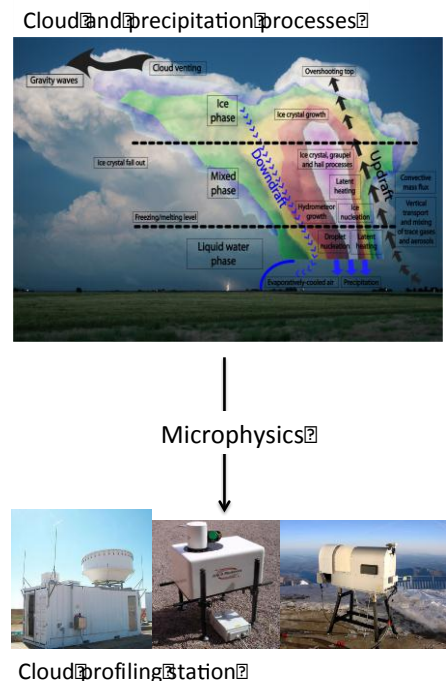 Cloud and precipitation processes
Cloud venting
Gravity waves
Overshooting top
Ice
phase
Ice crystal growth
Ice crystal fall out
Ice crystal, graupel
and hail processes
Downdraft
Updraft
Mixed
phase
Latent
heating
Convective
mass flux
Hydrometeor
growth
Ice
nucleation
Vertical
transport
and mixing
of trace gases
and aerosols
Freezing/melting level
Droplet
nucleation
Latent
heating
Liquid water
phase
Evaporatively-cooled air
Precipitation
Microphysics
Cloud profiling station